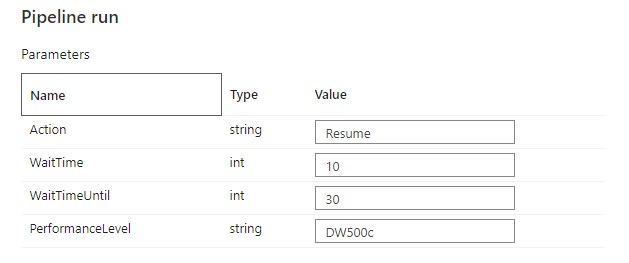 Pipeline run
Parameters
Name Type Value
Action string Resume
WaitTime int 10
WaitTimeUntil int 30
PerformanceLevel string DW500c